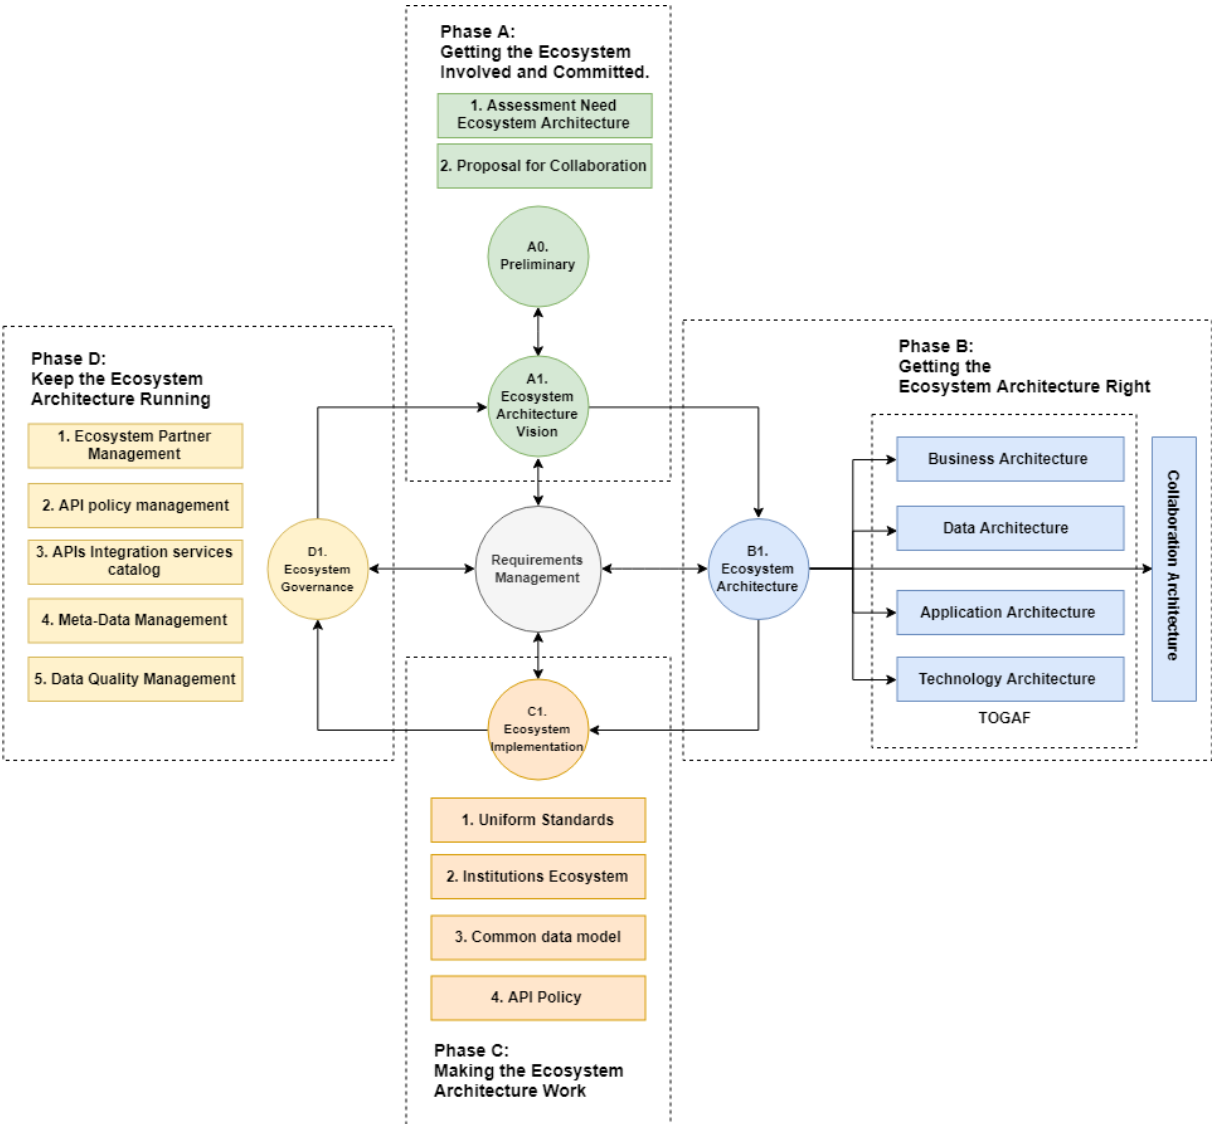 Phase A:
Getting the Ecosystem
Involved and Committed.
1. Assessment Need
Ecosystem Architecture
2. Proposal for Collaboration
A0.
Preliminary
A1.
Ecosystem
Architecture
Vision
Phase B:
Getting the
Ecosystem Architecture Right
Business Architecture
Data Architecture
Application Architecture
Technology Architecture
TOGAF
Collaboration Architecture
Phase D:
Keep the Ecosystem
Architecture Running
1. Ecosystem Partner
Management
2. API policy management
3. APIs Integration services
catalog
4. Meta-Data Management
5. Data Quality Management
D1.
Ecosystem
Governance
Requirements
Management
B1.
Ecosystem
Architecture
C1.
Ecosystem
Implementation
1. Uniform Standards
2. Institutions Ecosystem
3. Common data model
4. API Policy
Phase C:
Making the Ecosystem
Architecture Work